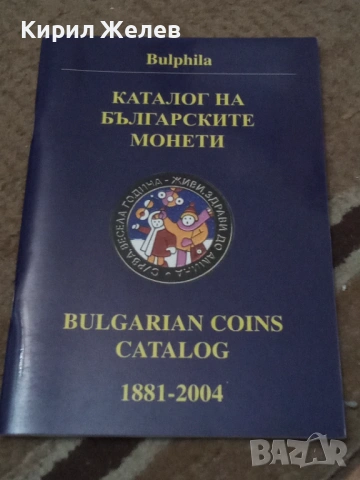 Кирил Желев
Bulphila
КАТАЛОГ НА
БЪЛГАРСКИТЕ
МОНЕТИ
СУРВА, ВЕСЕЛА ГОДИНА - ЖИВИ, ЗДРАВИ ДО АМИНА -
BULGARIAN COINS
CATALOG
1881-2004
BAZAR